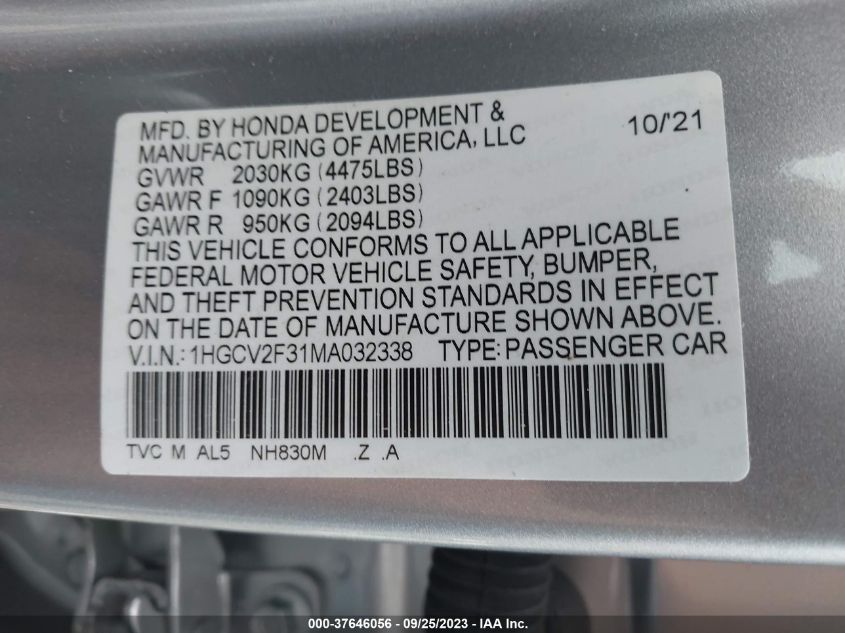 MFD. BY HONDA DEVELOPMENT & 10/'21
MANUFACTURING OF AMERICA, LLC
GVWR 2030KG (4475LBS)
GAWR F 1090KG (2403LBS)
GAWR R 950KG (2094LBS)
THIS VEHICLE CONFORMS TO ALL APPLICABLE
FEDERAL MOTOR VEHICLE SAFETY, BUMPER,
AND THEFT PREVENTION STANDARDS IN EFFECT
ON THE DATE OF MANUFACTURE SHOWN ABOVE.
V.I.N.: 1HGCV2F31MA032338 TYPE: PASSENGER CAR
TVC M AL5 NH830M .Z .A
000-37646056 - 09/25/2023 - IAA Inc.